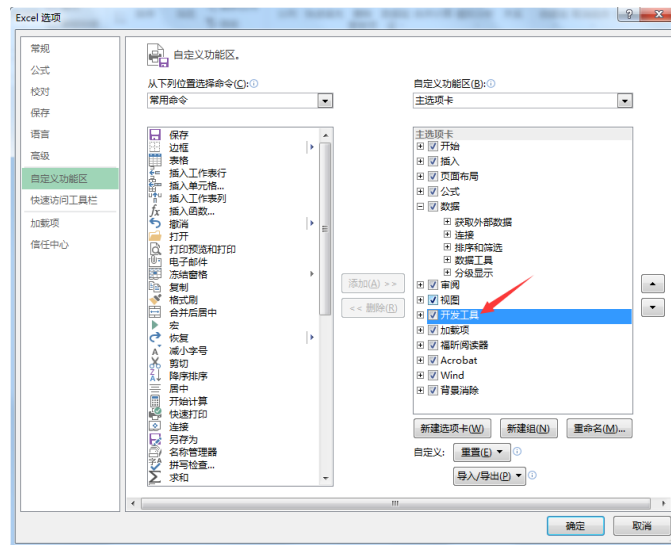 Excel 选项
常规
公式
校对
保存
语言
高级
自定义功能区
快速访问工具栏
加载项
信任中心
自定义功能区。
从下列位置选择命令(C):
常用命令
保存
边框
表格
插入工作表行
插入单元格...
插入工作表列
插入函数...
撤消
打开
打印预览和打印
电子邮件
冻结窗格
复制
格式刷
合并后居中
宏
恢复
减小字号
剪切
降序排序
居中
开始计算
快速打印
连接
另存为
名称管理器
拼写检查...
求和
添加(A) >>
<< 删除(R)
自定义功能区(B):
主选项卡
主选项卡
开始
插入
页面布局
公式
数据
获取外部数据
连接
排序和筛选
数据工具
分级显示
审阅
视图
开发工具
加载项
福昕阅读器
Acrobat
Wind
背景消除
新建选项卡(W) 新建组(N) 重命名(M)...
自定义: 重置(E)
导入/导出(P)
确定 取消